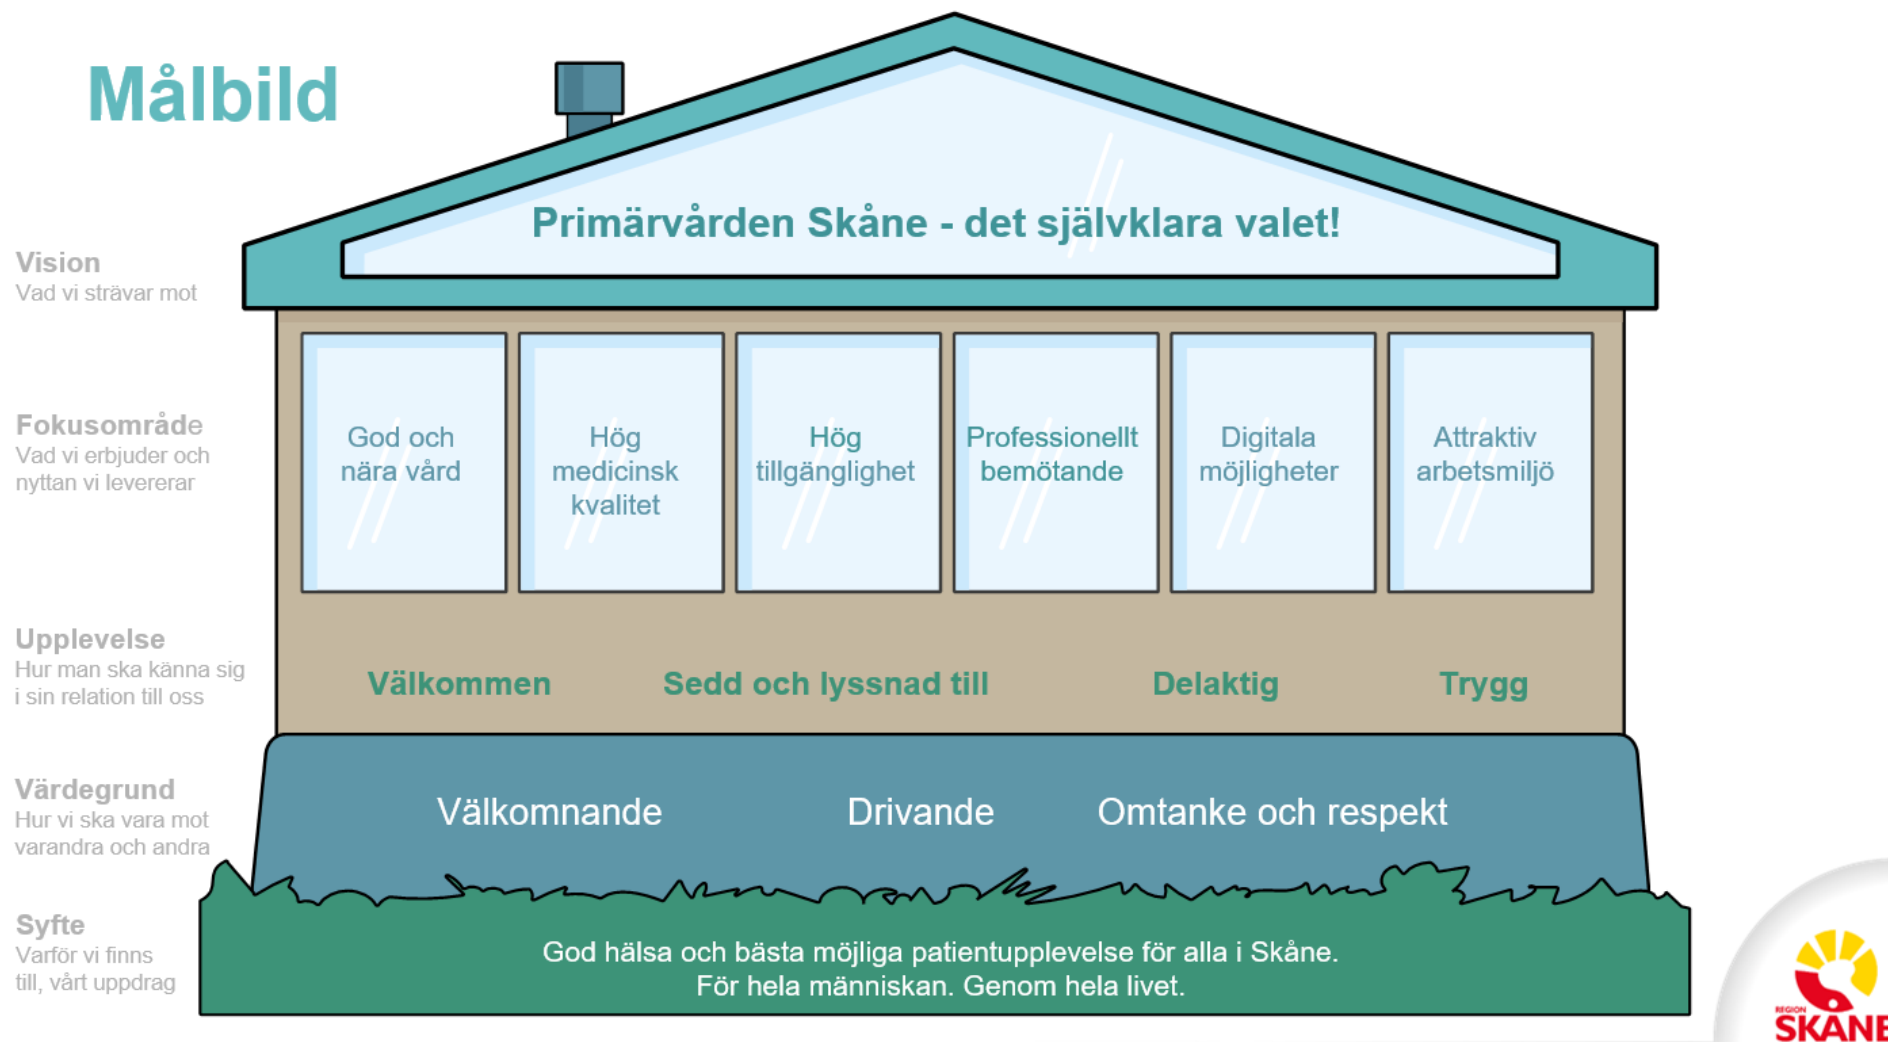 Målbild
Primärvården Skåne - det självklara valet!
Vision
Vad vi strävar mot
Fokusområde
Vad vi erbjuder och
nyttan vi levererar
God och
nära vård
Hög
medicinsk
kvalitet
Hög
tillgänglighet
Professionellt
bemötande
Digitala
möjligheter
Attraktiv
arbetsmiljö
Upplevelse
Hur man ska känna sig
i sin relation till oss
Välkommen
Sedd och lyssnad till
Delaktig
Trygg
Värdegrund
Hur vi ska vara mot
varandra och andra
Välkomnande
Drivande
Omtanke och respekt
Syfte
Varför vi finns
till, vårt uppdrag
God hälsa och bästa möjliga patientupplevelse för alla i Skåne.
För hela människan. Genom hela livet.
REGION
SKÅNE